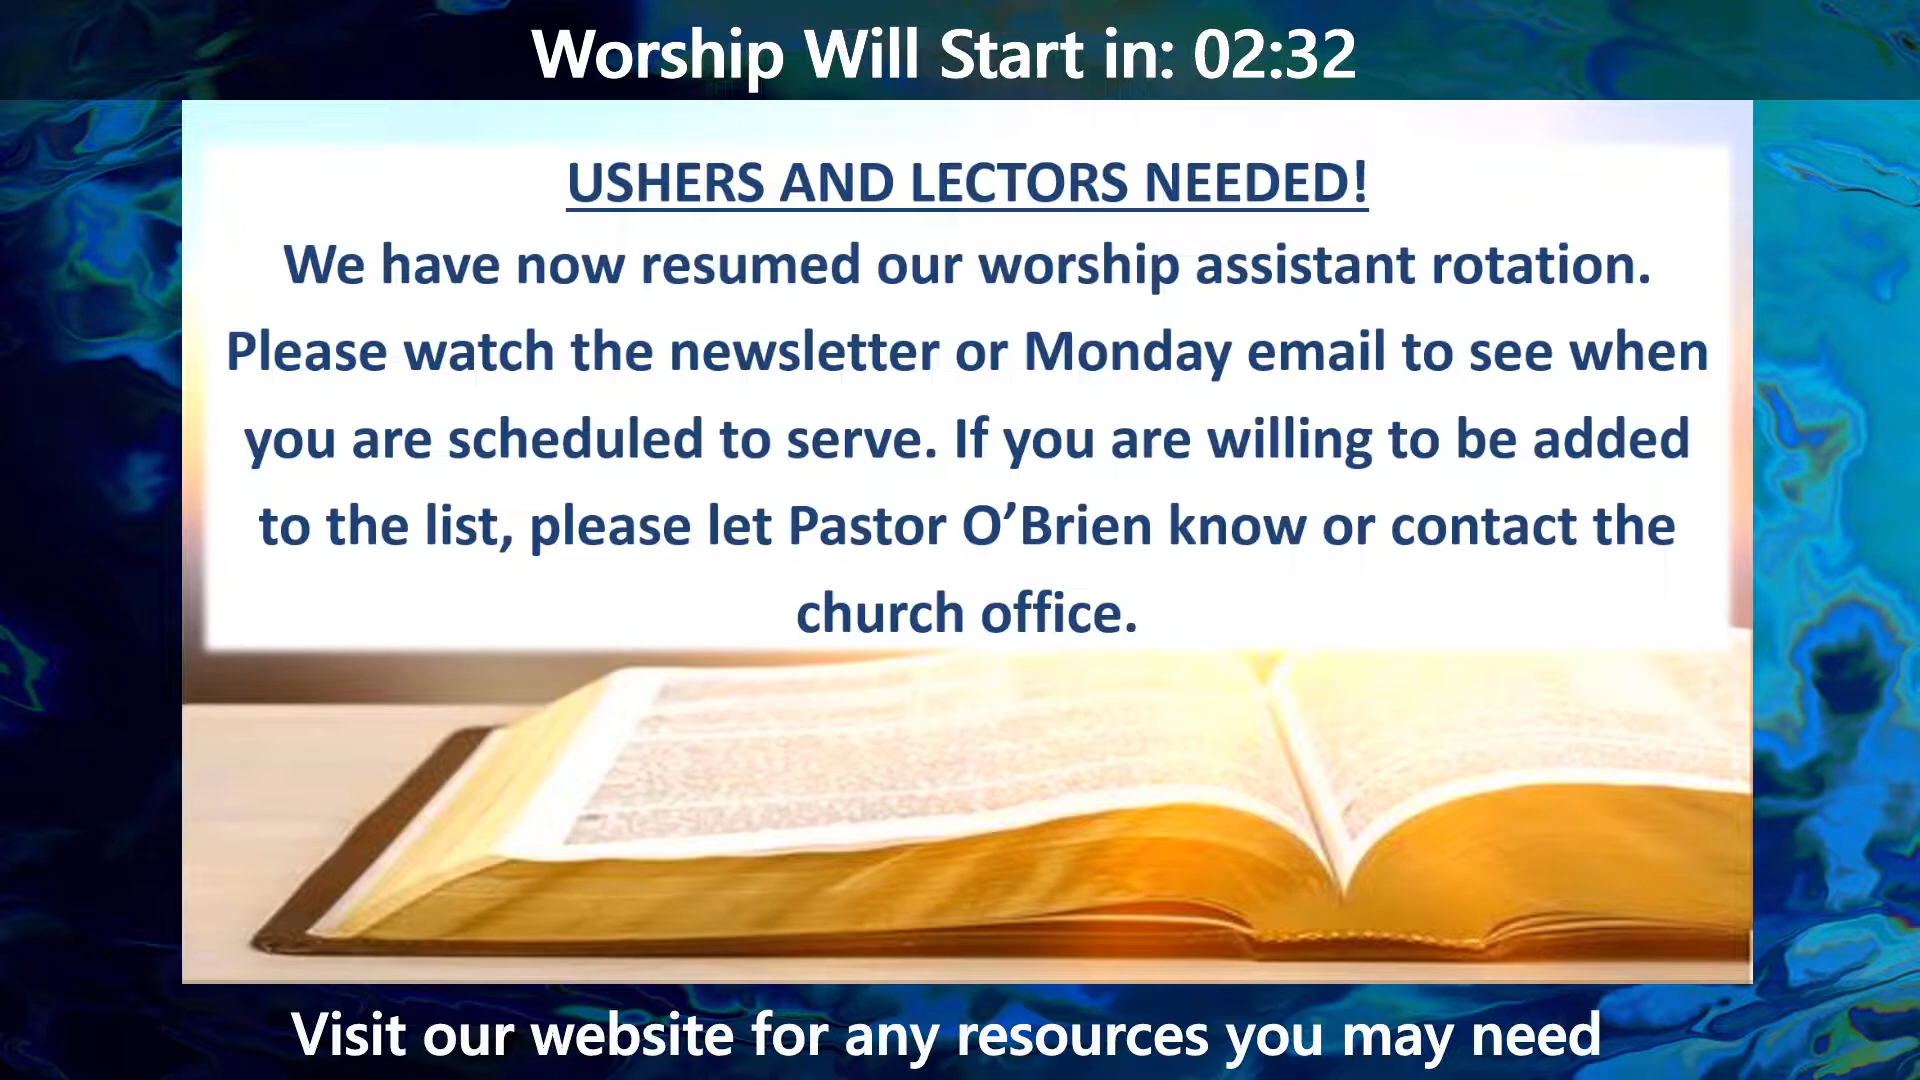 Worship Will Start in: 02:32
USHERS AND LECTORS NEEDED!
We have now resumed our worship assistant rotation.
Please watch the newsletter or Monday email to see when
you are scheduled to serve. If you are willing to be added
to the list, please let Pastor O’Brien know or contact the
church office.
Visit our website for any resources you may need